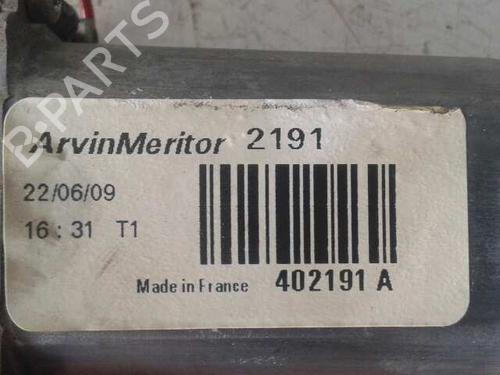 B-PARTS
ArvinMeritor 2191
22/06/09
16 : 31 T1
Made in France 402191 A